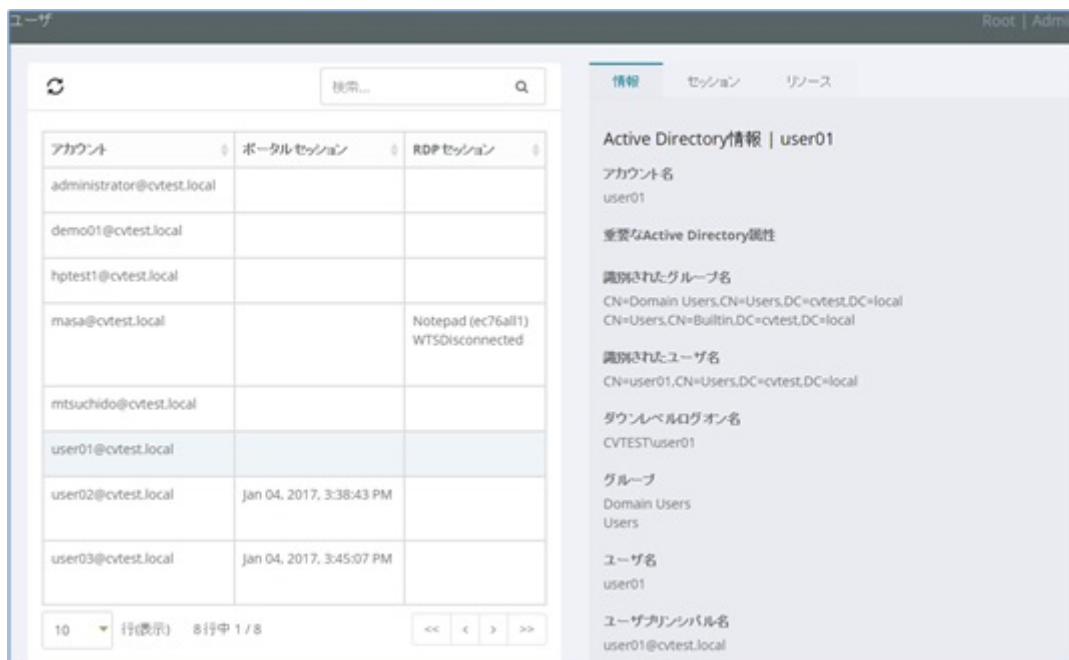 ユーザ
Root | Admi
検索...
アカウント
ポータルセッション
RDP セッション
administrator@cvtest.local
demo01@cvtest.local
hptest1@cvtest.local
masa@cvtest.local
Notepad (ec76all1)
WTSDisconnected
mtsuchido@cvtest.local
user01@cvtest.local
user02@cvtest.local
Jan 04, 2017, 3:38:43 PM
user03@cvtest.local
Jan 04, 2017, 3:45:07 PM
10
行(表示)
8行中 1 / 8
<<
<
>
>>
情報
セッション
リソース
Active Directory情報 | user01
アカウント名
user01
重要なActive Directory属性
識別されたグループ名
CN=Domain Users,CN=Users,DC=cvtest,DC=local
CN=Users,CN=Builtin,DC=cvtest,DC=local
識別されたユーザ名
CN=user01,CN=Users,DC=cvtest,DC=local
ダウンレベルログオン名
CVTEST\user01
グループ
Domain Users
Users
ユーザ名
user01
ユーザプリンシパル名
user01@cvtest.local